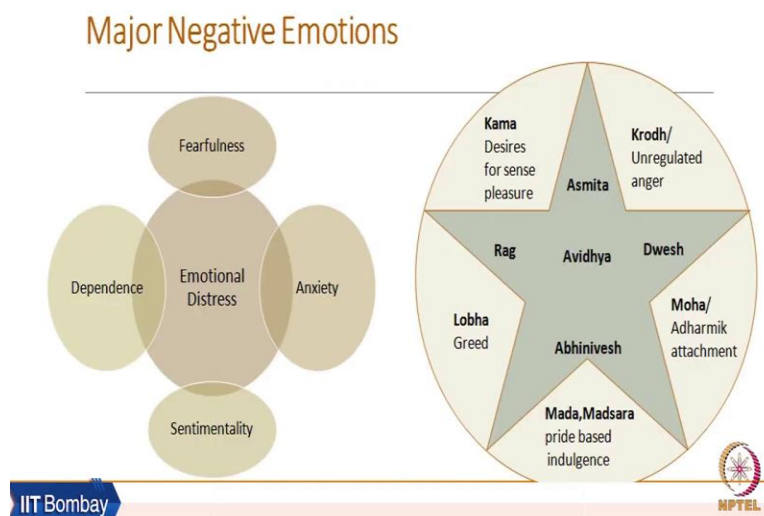 Major Negative Emotions
Fearfulness
Dependence
Emotional
Distress
Anxiety
Sentimentality
Kama
Desires
for sense
pleasure
Krodh/
Unregulated
anger
Asmita
Rag
Avidhya
Dwesh
Lobha
Greed
Moha/
Adharmik
attachment
Abhinivesh
Mada,Madsara
pride based
indulgence
IIT Bombay
NPTEL